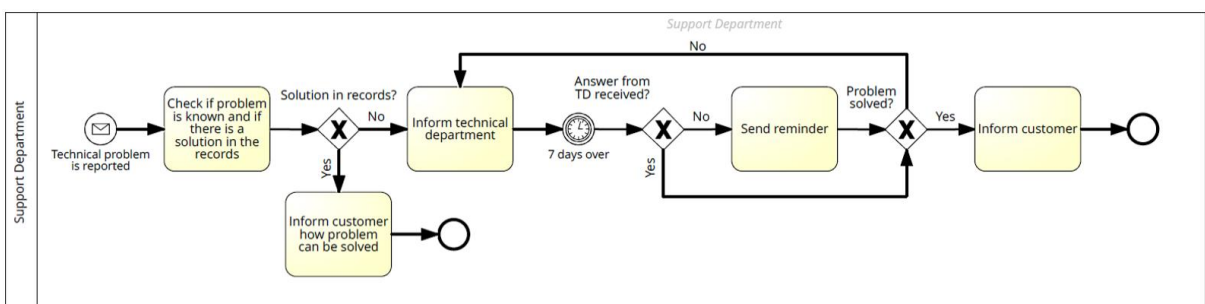 Support Department
Support Department
No
Technical problem
is reported
Check if problem
is known and if
there is a
solution in the
records
Solution in records?
No
Yes
Inform customer
how problem
can be solved
Inform technical
department
7 days over
Answer from
TD received?
No
Yes
Send reminder
Problem
solved?
Yes
Inform customer